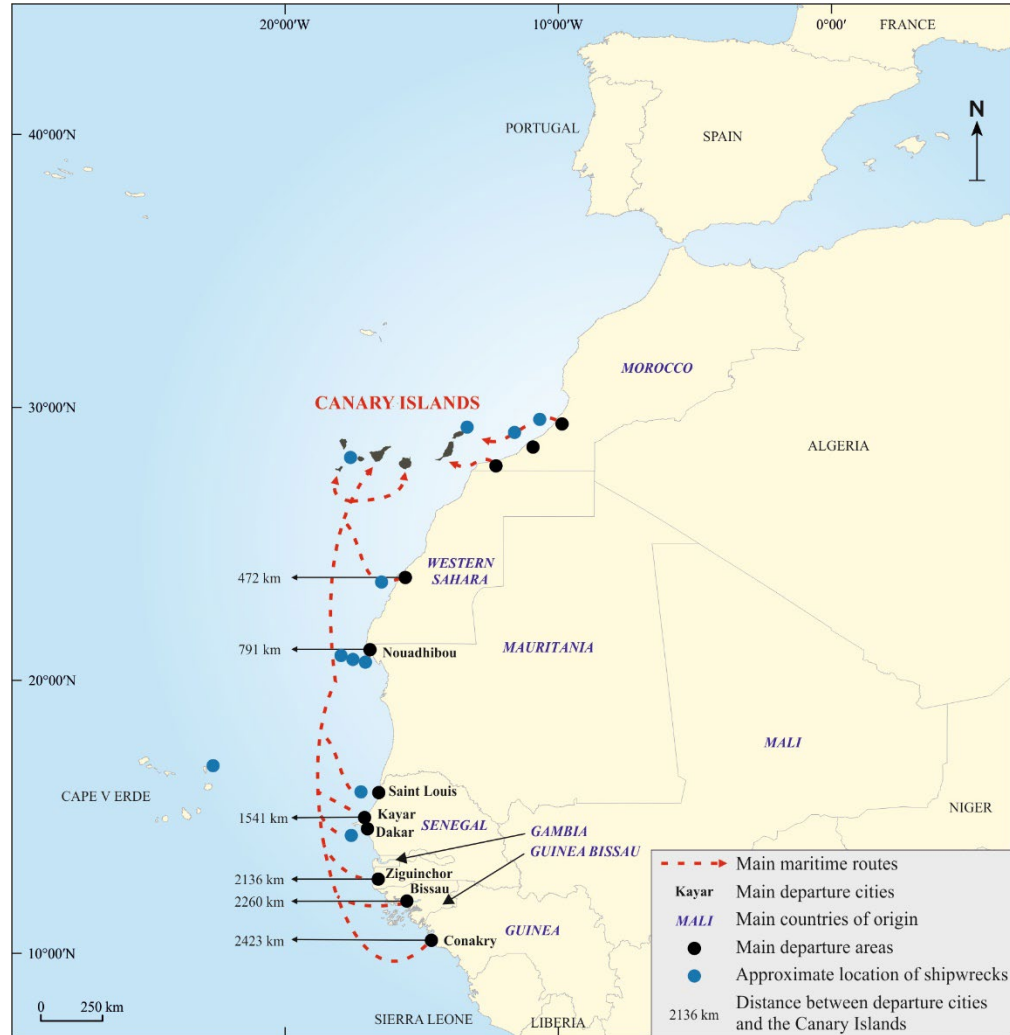 20°00'W
10°00'W
0°00'
FRANCE
40°00'N
PORTUGAL
SPAIN
N
30°00'N
MOROCCO
CANARY ISLANDS
ALGERIA
WESTERN
SAHARA
472 km
791 km
Nouadhibou
MAURITANIA
20°00'N
MALI
CAPE V ERDE
Saint Louis
NIGER
1541 km
Kayar
Dakar
SENEGAL
GAMBIA
GUINEA BISSAU
2136 km
Ziguinchor
2260 km
Bissau
2423 km
Conakry
GUINEA
10°00'N
0 250 km
SIERRA LEONE
LIBERIA
Main maritime routes
Kayar Main departure cities
MALI Main countries of origin
Main departure areas
Approximate location of shipwrecks
2136 km Distance between departure cities
and the Canary Islands